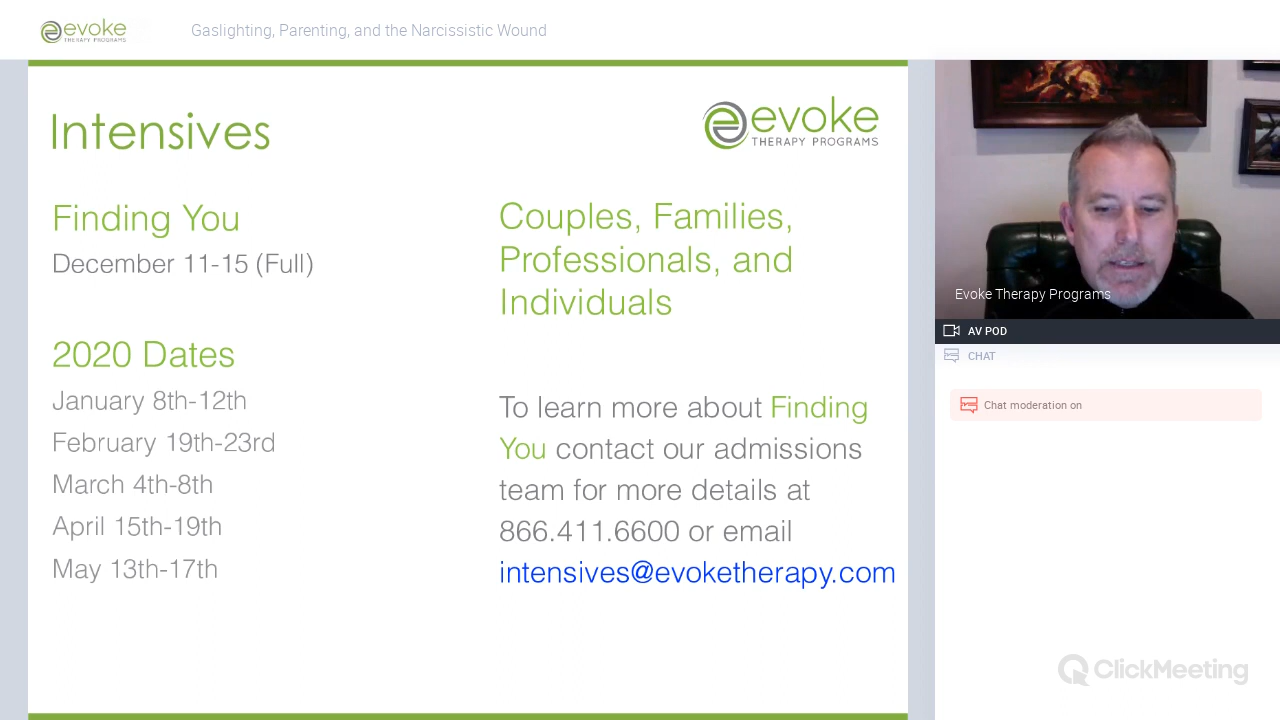 evoke
THERAPY PROGRAMS
Gaslighting, Parenting, and the Narcissistic Wound
Intensives
evoke
THERAPY PROGRAMS
Finding You
December 11-15 (Full)
2020 Dates
January 8th-12th
February 19th-23rd
March 4th-8th
April 15th-19th
May 13th-17th
Couples, Families,
Professionals, and
Individuals
To learn more about Finding
You contact our admissions
team for more details at
866.411.6600 or email
intensives@evoketherapy.com
Evoke Therapy Programs
AV POD
CHAT
Chat moderation on
ClickMeeting